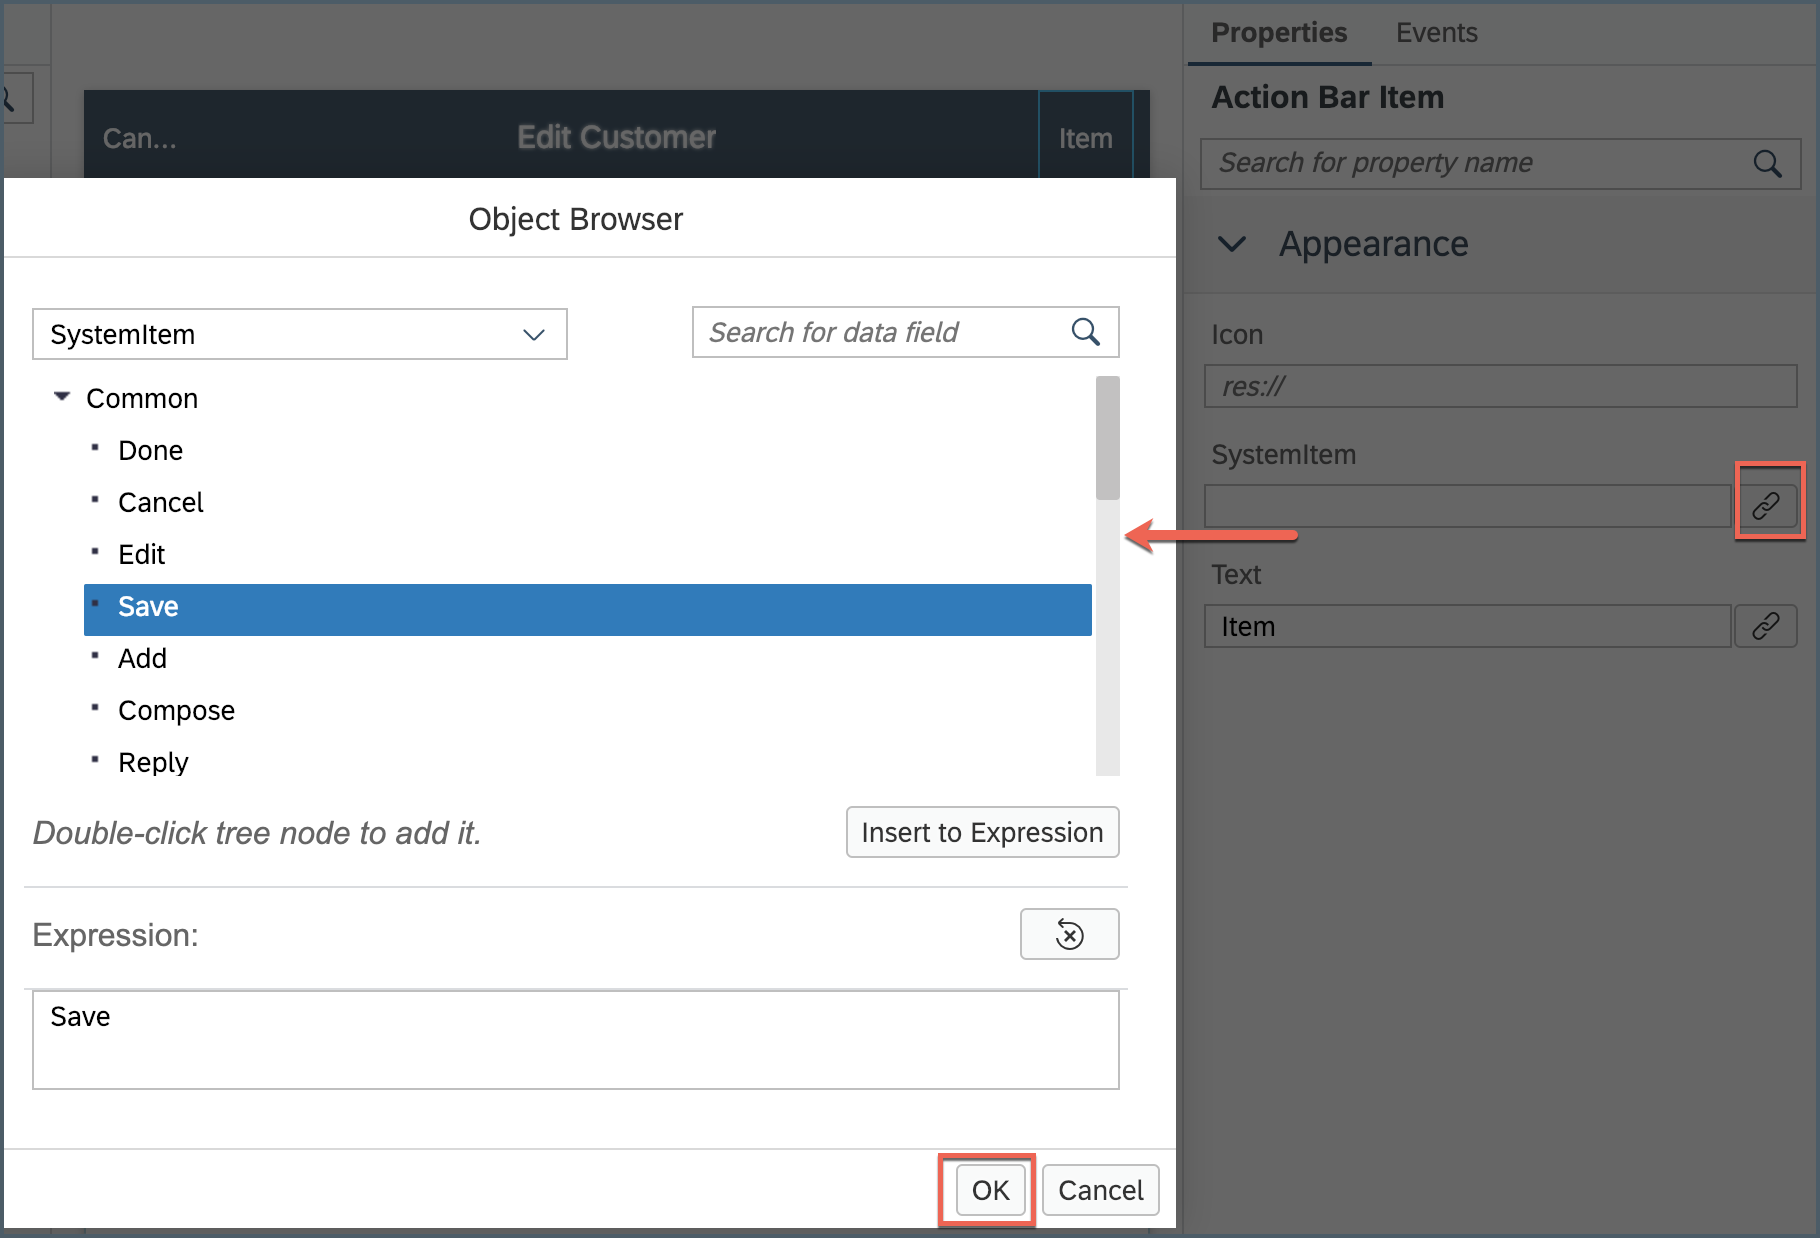 Properties Events
Action Bar Item
Search for property name
Appearance
Icon
res://
SystemItem
Text
Item
Can... Edit Customer Item
Object Browser
SystemItem
Search for data field
Common
Done
Cancel
Edit
Save
Add
Compose
Reply
Double-click tree node to add it.
Insert to Expression
Expression:
Save
OK Cancel